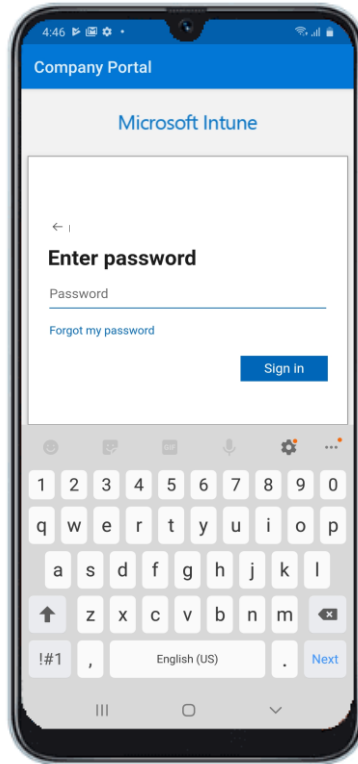 4:46
Company Portal
Microsoft Intune
Enter password
Password
Forgot my password
Sign in
GIF
1 2 3 4 5 6 7 8 9 0
q w e r t y u i o p
a s d f g h j k l
z x c v b n m
!#1 , English (US) . Next